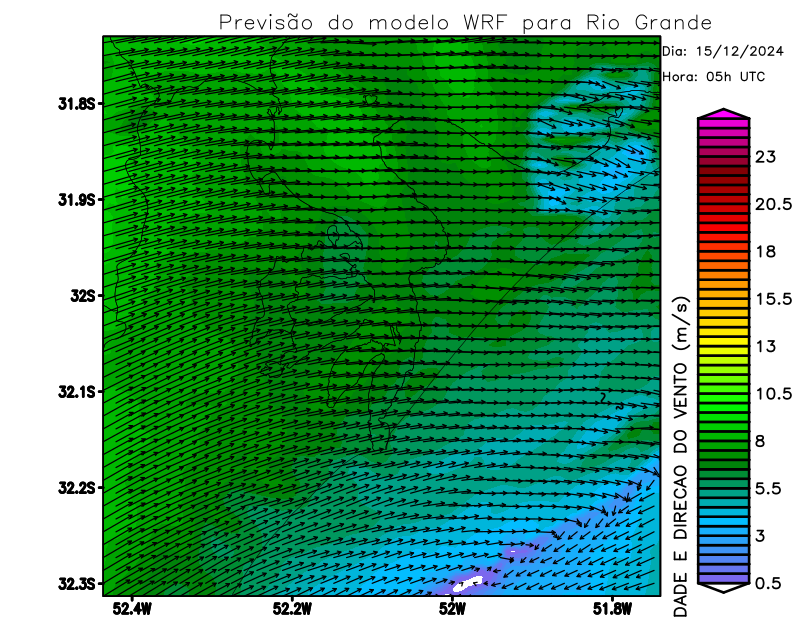 Previsão do modelo WRF para Rio Grande
Dia: 15/12/2024
Hora: 05h UTC
31.8S
31.9S
32S
32.1S
32.2S
32.3S
52.4W
52.2W
52W
51.8W
23
20.5
18
15.5
13
10.5
8
5.5
3
0.5
DADE E DIRECAO DO VENTO (m/s)